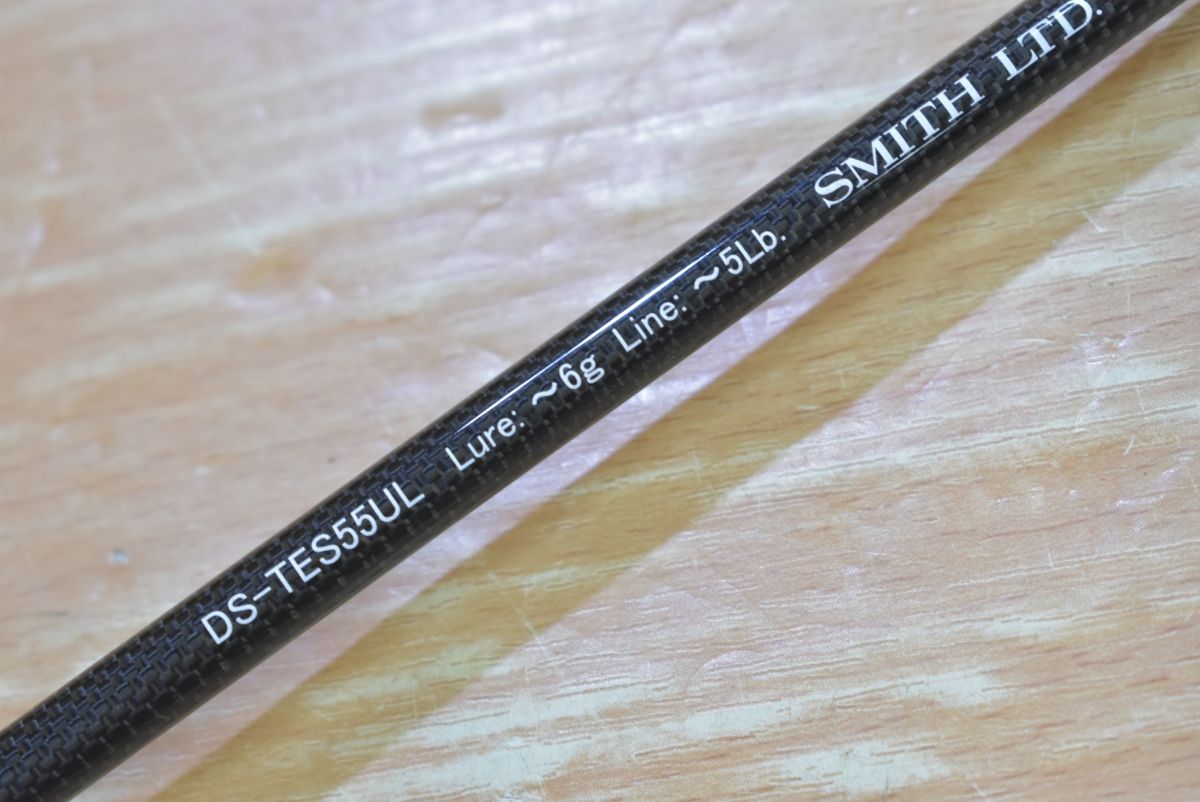 DS-TES55UL Lure: ～6g Line: ～5Lb. SMITH LTD.